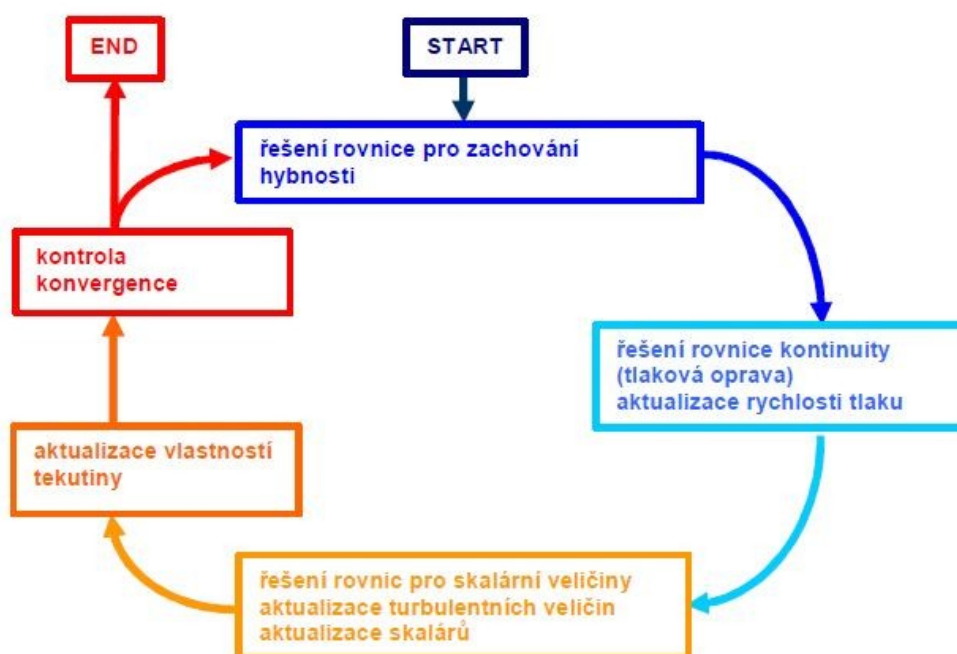 END
START
řešení rovnice pro zachování
hybnosti
kontrola
konvergence
řešení rovnice kontinuity
(tlaková oprava)
aktualizace rychlosti tlaku
aktualizace vlastností
tekutiny
řešení rovnic pro skalární veličiny
aktualizace turbulentních veličin
aktualizace skalárů